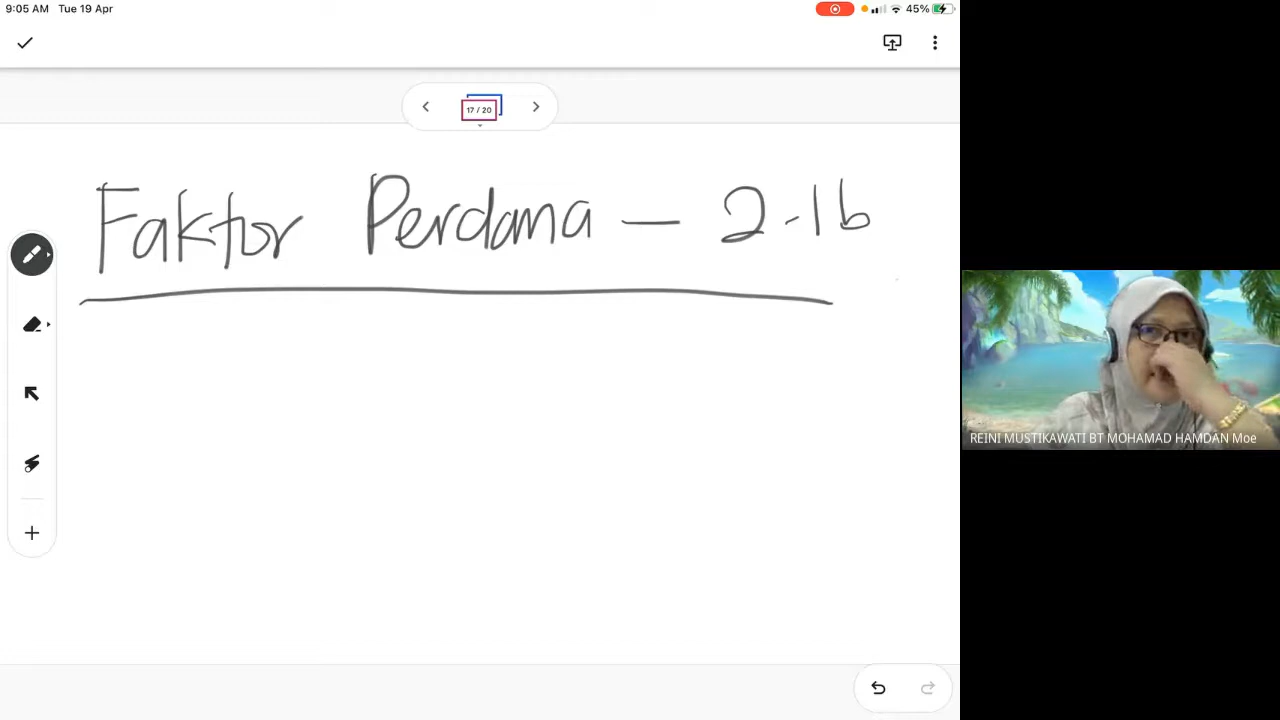 9:05 AM Tue 19 Apr
45%
17 / 20
Faktor Perdana — 2.1b
REINI MUSTIKAWATI BT MOHAMAD HAMDAN Moe